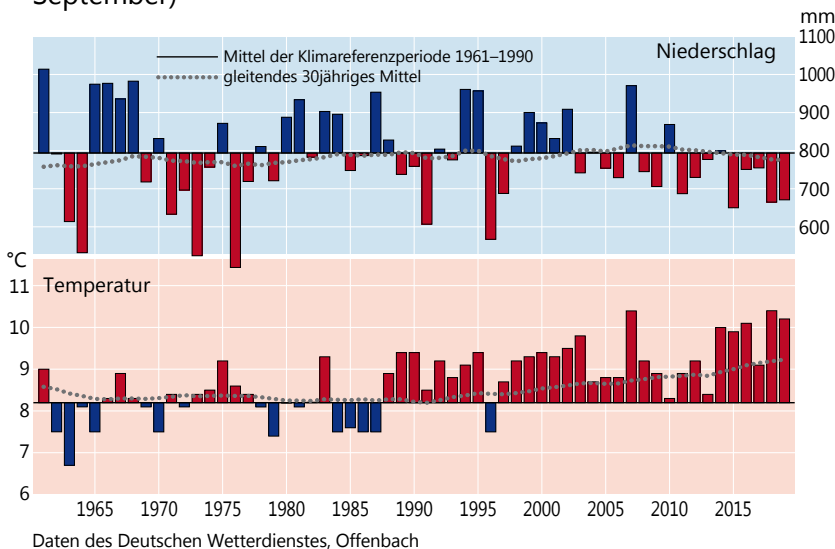 September)
mm
1100
Mittel der Klimareferenzperiode 1961–1990
Niederschlag
gleitendes 30jähriges Mittel
1000
900
800
700
600
°C
Temperatur
11
10
9
8
7
6
1965 1970 1975 1980 1985 1990 1995 2000 2005 2010 2015
Daten des Deutschen Wetterdienstes, Offenbach